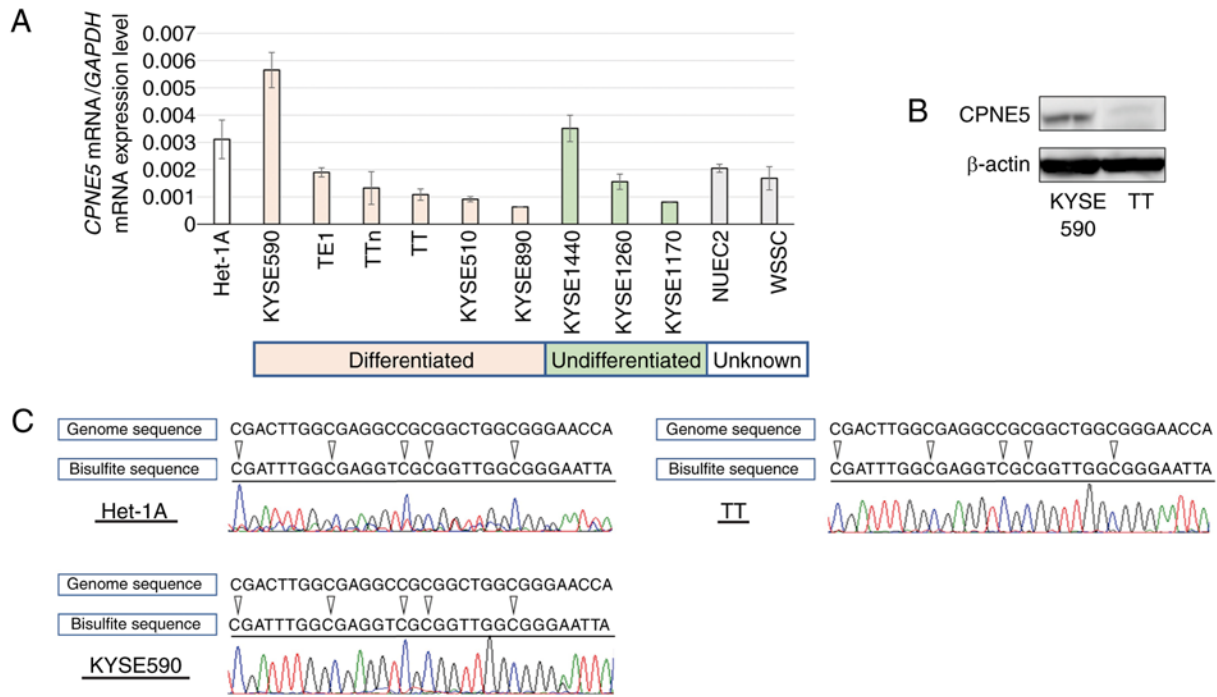 A
CPNE5 mRNA/GAPDH
mRNA expression level
0.007
0.006
0.005
0.004
0.003
0.002
0.001
0
Het-1A
KYSE590
TE1
TTn
TT
KYSE510
KYSE890
KYSE1440
KYSE1260
KYSE1170
NUEC2
WSSC
Differentiated
Undifferentiated
Unknown
B
CPNE5
β-actin
KYSE
590
TT
C
Genome sequence
CGACTTGGCGAGGCCGCGGCTGGCGGGAACCA
Bisulfite sequence
CGATTTGGCGAGGTCGCGGTTGGCGGGAATTA
Het-1A
Genome sequence
CGACTTGGCGAGGCCGCGGCTGGCGGGAACCA
Bisulfite sequence
CGATTTGGCGAGGTCGCGGTTGGCGGGAATTA
TT
Genome sequence
CGACTTGGCGAGGCCGCGGCTGGCGGGAACCA
Bisulfite sequence
CGATTTGGCGAGGTCGCGGTTGGCGGGAATTA
KYSE590